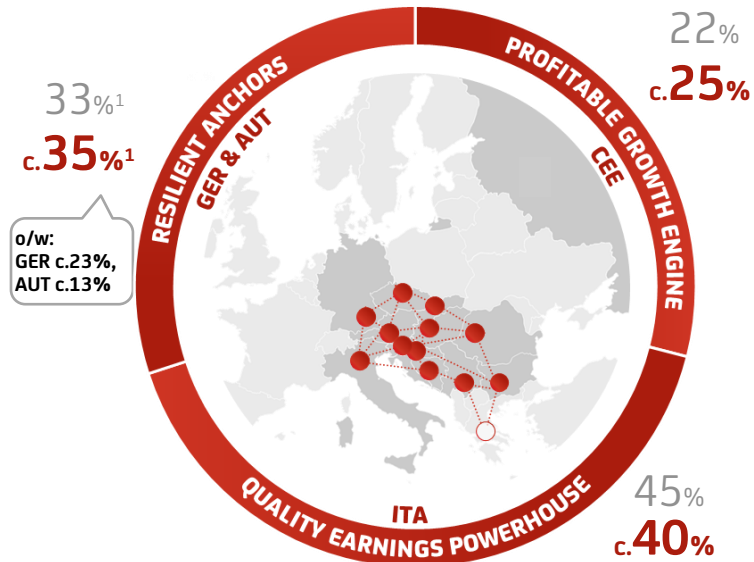 RESILIENT ANCHORS
GER & AUT
33%¹
c.35%¹
o/w:
GER c.23%,
AUT c.13%
PROFITABLE GROWTH ENGINE
CEE
22%
c.25%
QUALITY EARNINGS POWERHOUSE
ITA
45%
c.40%